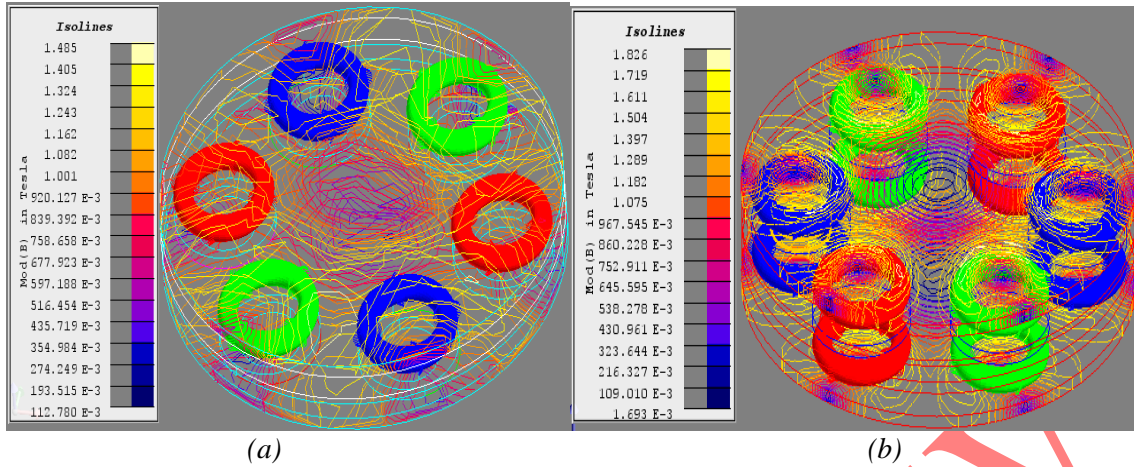 Isolines
1.485
1.405
1.324
1.243
1.162
1.082
1.001
920.127 E-3
839.392 E-3
758.658 E-3
677.923 E-3
597.188 E-3
516.454 E-3
435.719 E-3
354.984 E-3
274.249 E-3
193.515 E-3
112.780 E-3
Mod(B) in Tesla
(a)
Isolines
1.826
1.719
1.611
1.504
1.397
1.289
1.182
1.075
967.545 E-3
860.228 E-3
752.911 E-3
645.595 E-3
538.278 E-3
430.961 E-3
323.644 E-3
216.327 E-3
109.010 E-3
1.693 E-3
Mod(B) in Tesla
(b)